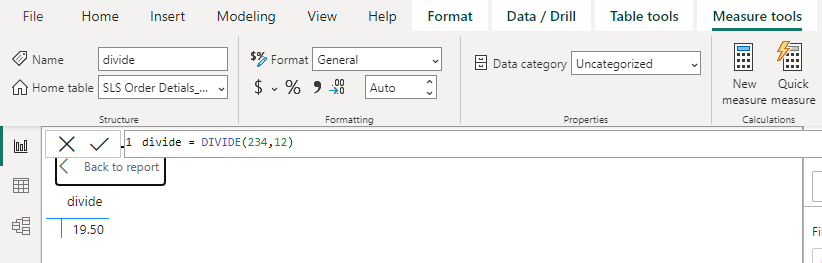 File Home Insert Modeling View Help Format Data / Drill Table tools Measure tools
Name divide
Home table SLS Order Detials_...
Structure
$% Format General
$ % 9 .00 →0 Auto
Formatting
Data category Uncategorized
Properties
New measure
Quick measure
Calculations
1 divide = DIVIDE(234,12)
Back to report
divide
19.50
Fi